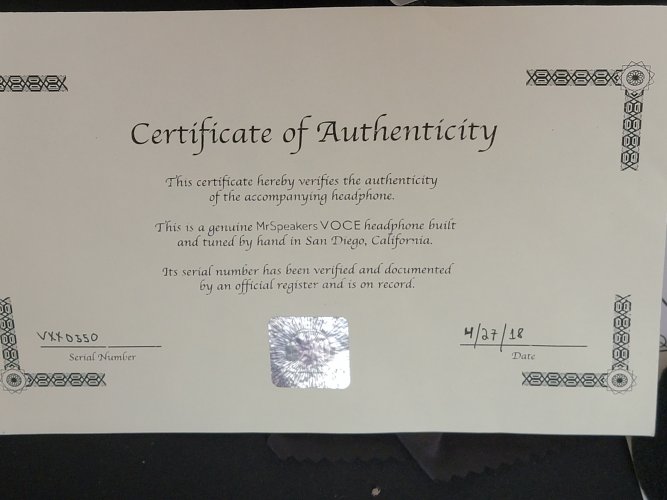 Certificate of Authenticity
This certificate hereby verifies the authenticity
of the accompanying headphone.
This is a genuine MrSpeakers VOCE headphone built
and tuned by hand in San Diego, California.
Its serial number has been verified and documented
by an official register and is on record.
VXX0350
Serial Number
4/27/18
Date